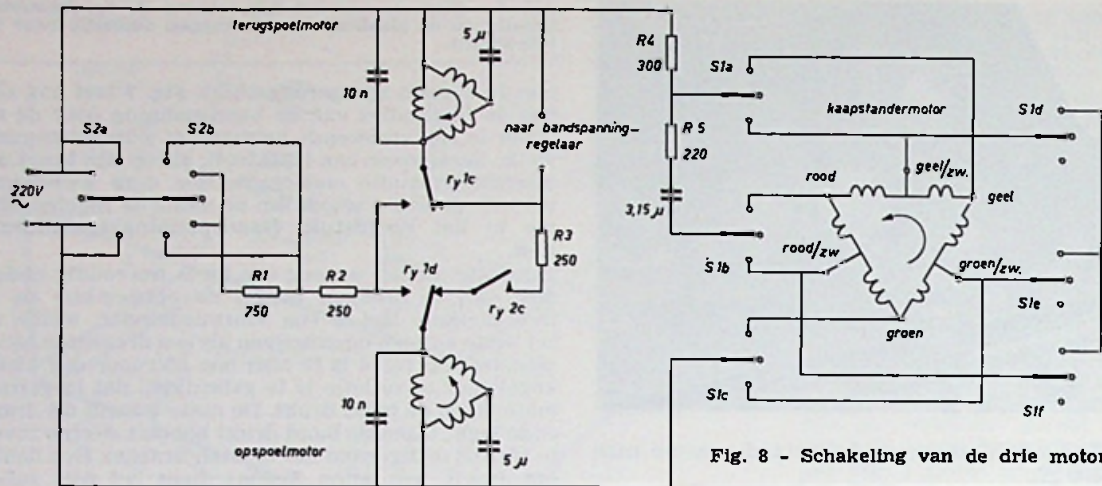 terugspoelmotor
5 μ
10 n
S2a
S2b
220V
~
ry 1c
naar bandspanning-
regelaar
R1
750
R2
250
ry 1d
ry 2c
R3
250
10 n
5 μ
opspoelmotor
R4
300
R 5
220
3,15 μ
S1a
S1b
S1c
kaapstandermotor
S1d
S1e
S1f
geel/zw.
rood
geel
rood/zw
groen/zw.
groen
Fig. 8 - Schakeling van de drie motor